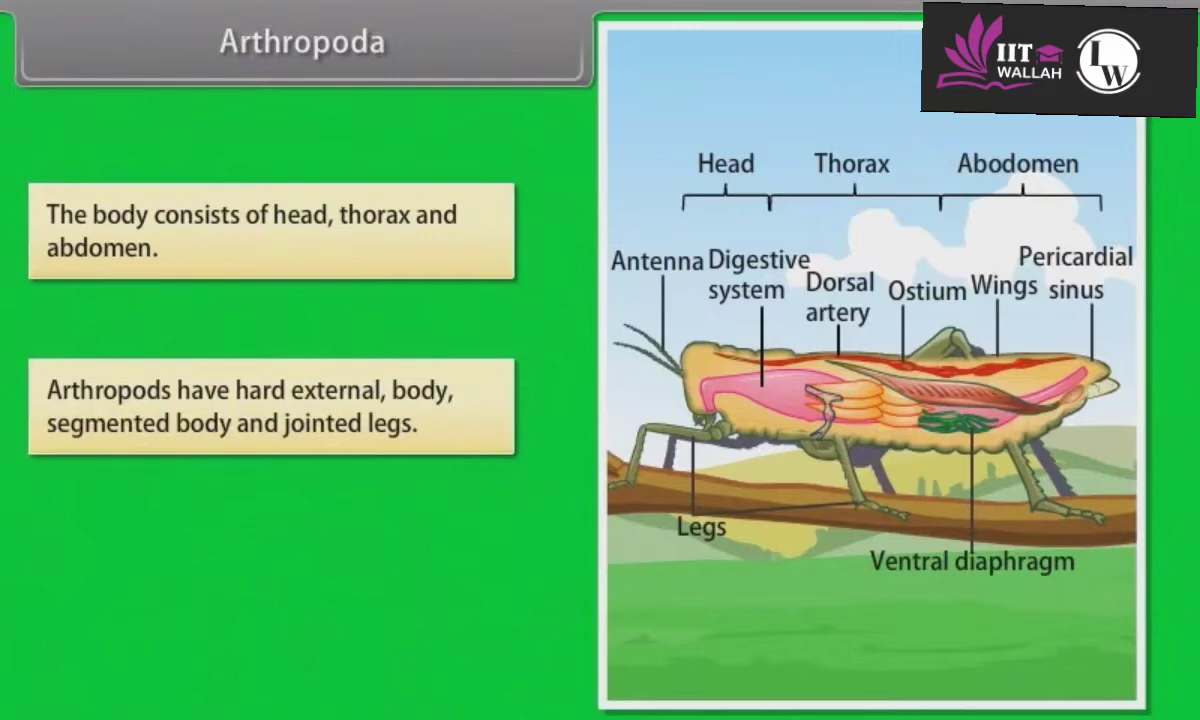 Arthropoda
IIT
WALLAH
LW
The body consists of head, thorax and
abdomen.
Arthropods have hard external, body,
segmented body and jointed legs.
Head
Thorax
Abodomen
Antenna
Digestive
system
Dorsal
artery
Ostium
Wings
Pericardial
sinus
Legs
Ventral diaphragm